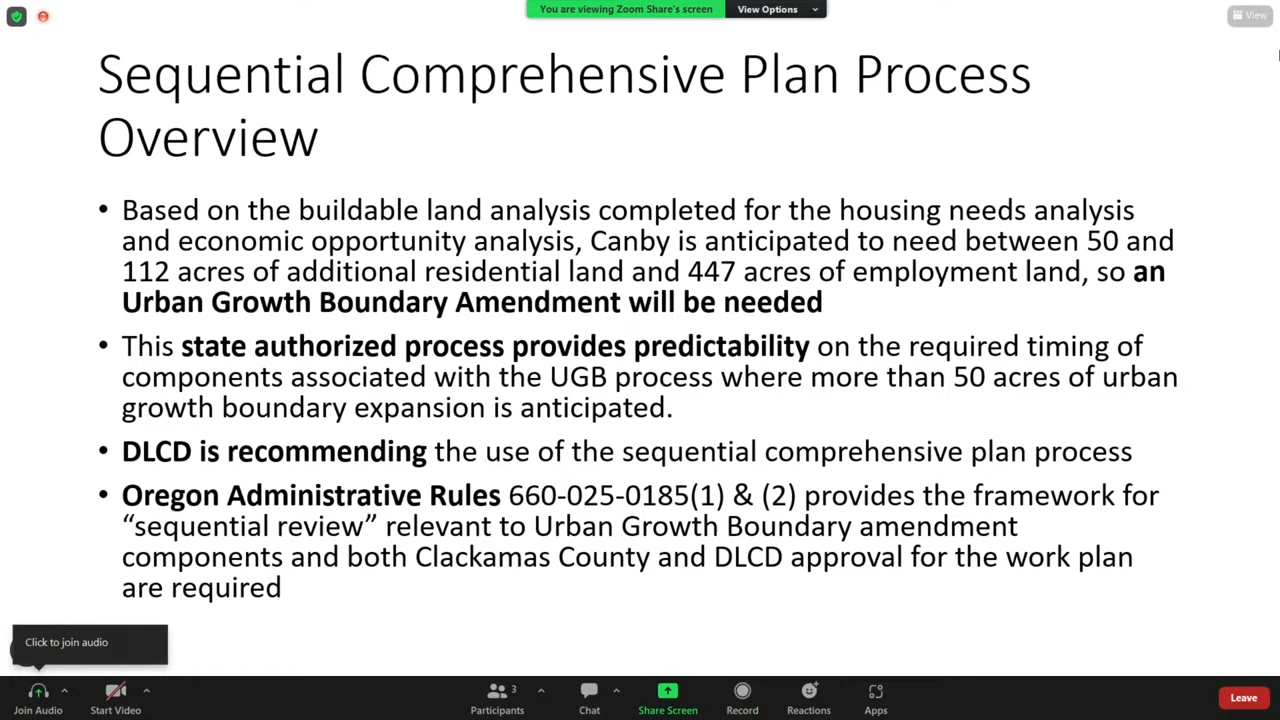 You are viewing Zoom Share's screen View Options
View
Sequential Comprehensive Plan Process
Overview
• Based on the buildable land analysis completed for the housing needs analysis
and economic opportunity analysis, Canby is anticipated to need between 50 and
112 acres of additional residential land and 447 acres of employment land, so an
Urban Growth Boundary Amendment will be needed
• This state authorized process provides predictability on the required timing of
components associated with the UGB process where more than 50 acres of urban
growth boundary expansion is anticipated.
• DLCD is recommending the use of the sequential comprehensive plan process
• Oregon Administrative Rules 660-025-0185(1) & (2) provides the framework for
“sequential review” relevant to Urban Growth Boundary amendment
components and both Clackamas County and DLCD approval for the work plan
are required
Click to join audio
Join Audio Start Video Participants 3 Chat Share Screen Record Reactions Apps Leave